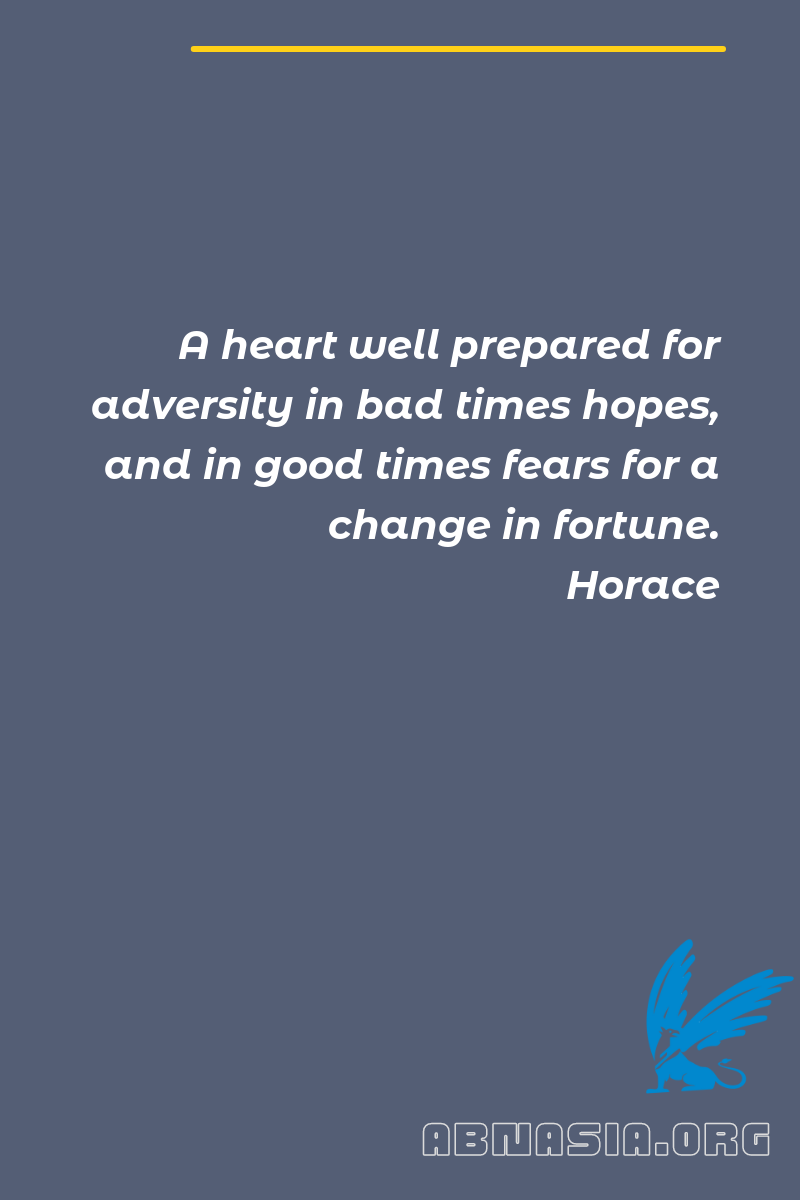 A heart well prepared for
adversity in bad times hopes,
and in good times fears for a
change in fortune.
Horace
ABNASIA.ORG